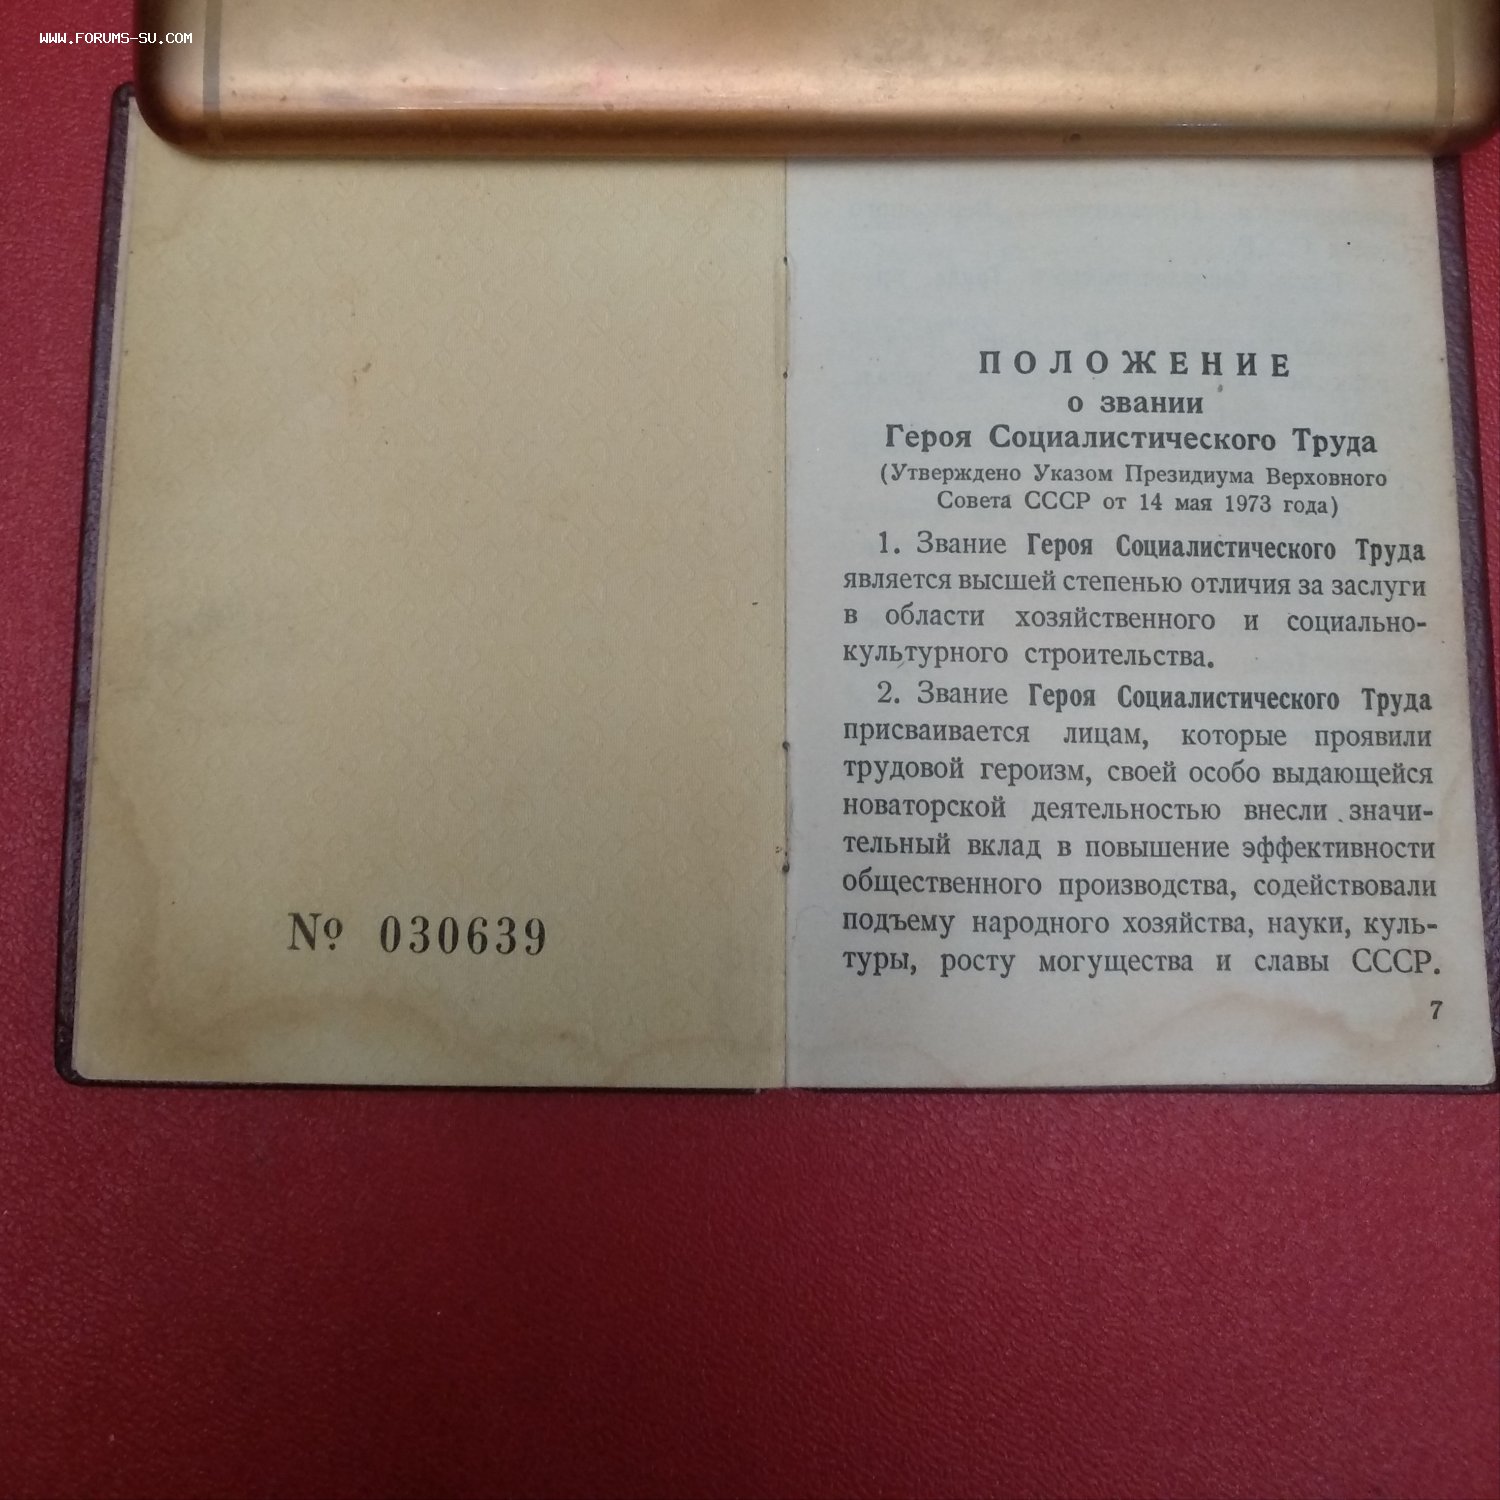 WWW.FORUMS-SU.COM
№ 030639
ПОЛОЖЕНИЕ
о звании
Героя Социалистического Труда
(Утверждено Указом Президиума Верховного
Совета СССР от 14 мая 1973 года)
1. Звание Героя Социалистического Труда
является высшей степенью отличия за заслуги
в области хозяйственного и социально-
культурного строительства.
2. Звание Героя Социалистического Труда
присваивается лицам, которые проявили
трудовой героизм, своей особо выдающейся
новаторской деятельностью внесли значи-
тельный вклад в повышение эффективности
общественного производства, содействовали
подъему народного хозяйства, науки, куль-
туры, росту могущества и славы СССР.
7